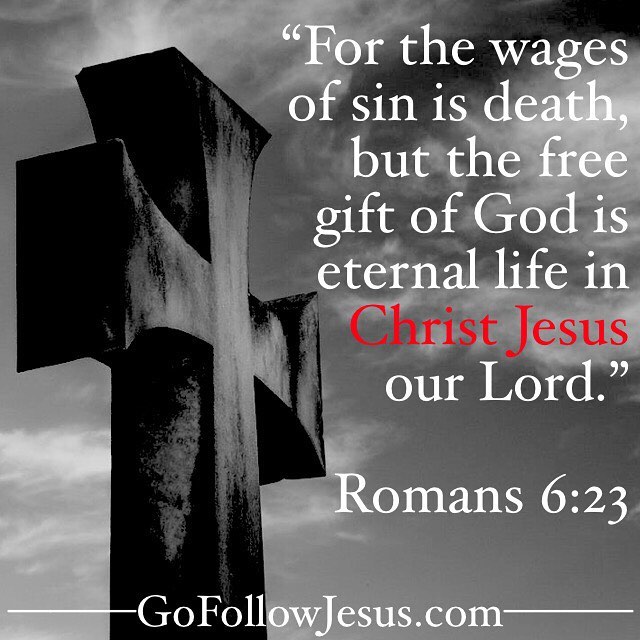 “For the wages
of sin is death,
but the free
gift of God is
eternal life in
Christ Jesus
our Lord.”
Romans 6:23
GoFollowJesus.com